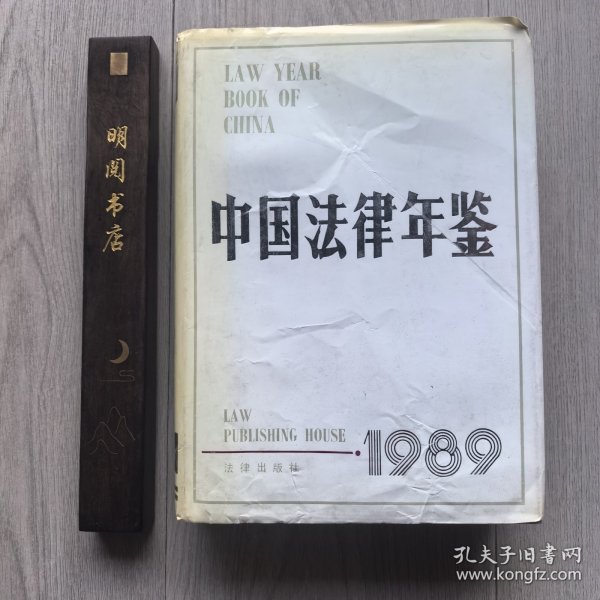 明阅书店
LAW YEAR
BOOK OF
CHINA
中国法律年鉴
LAW
PUBLISHING HOUSE
法律出版社
1989
孔夫子旧书网
www.kongfz.com